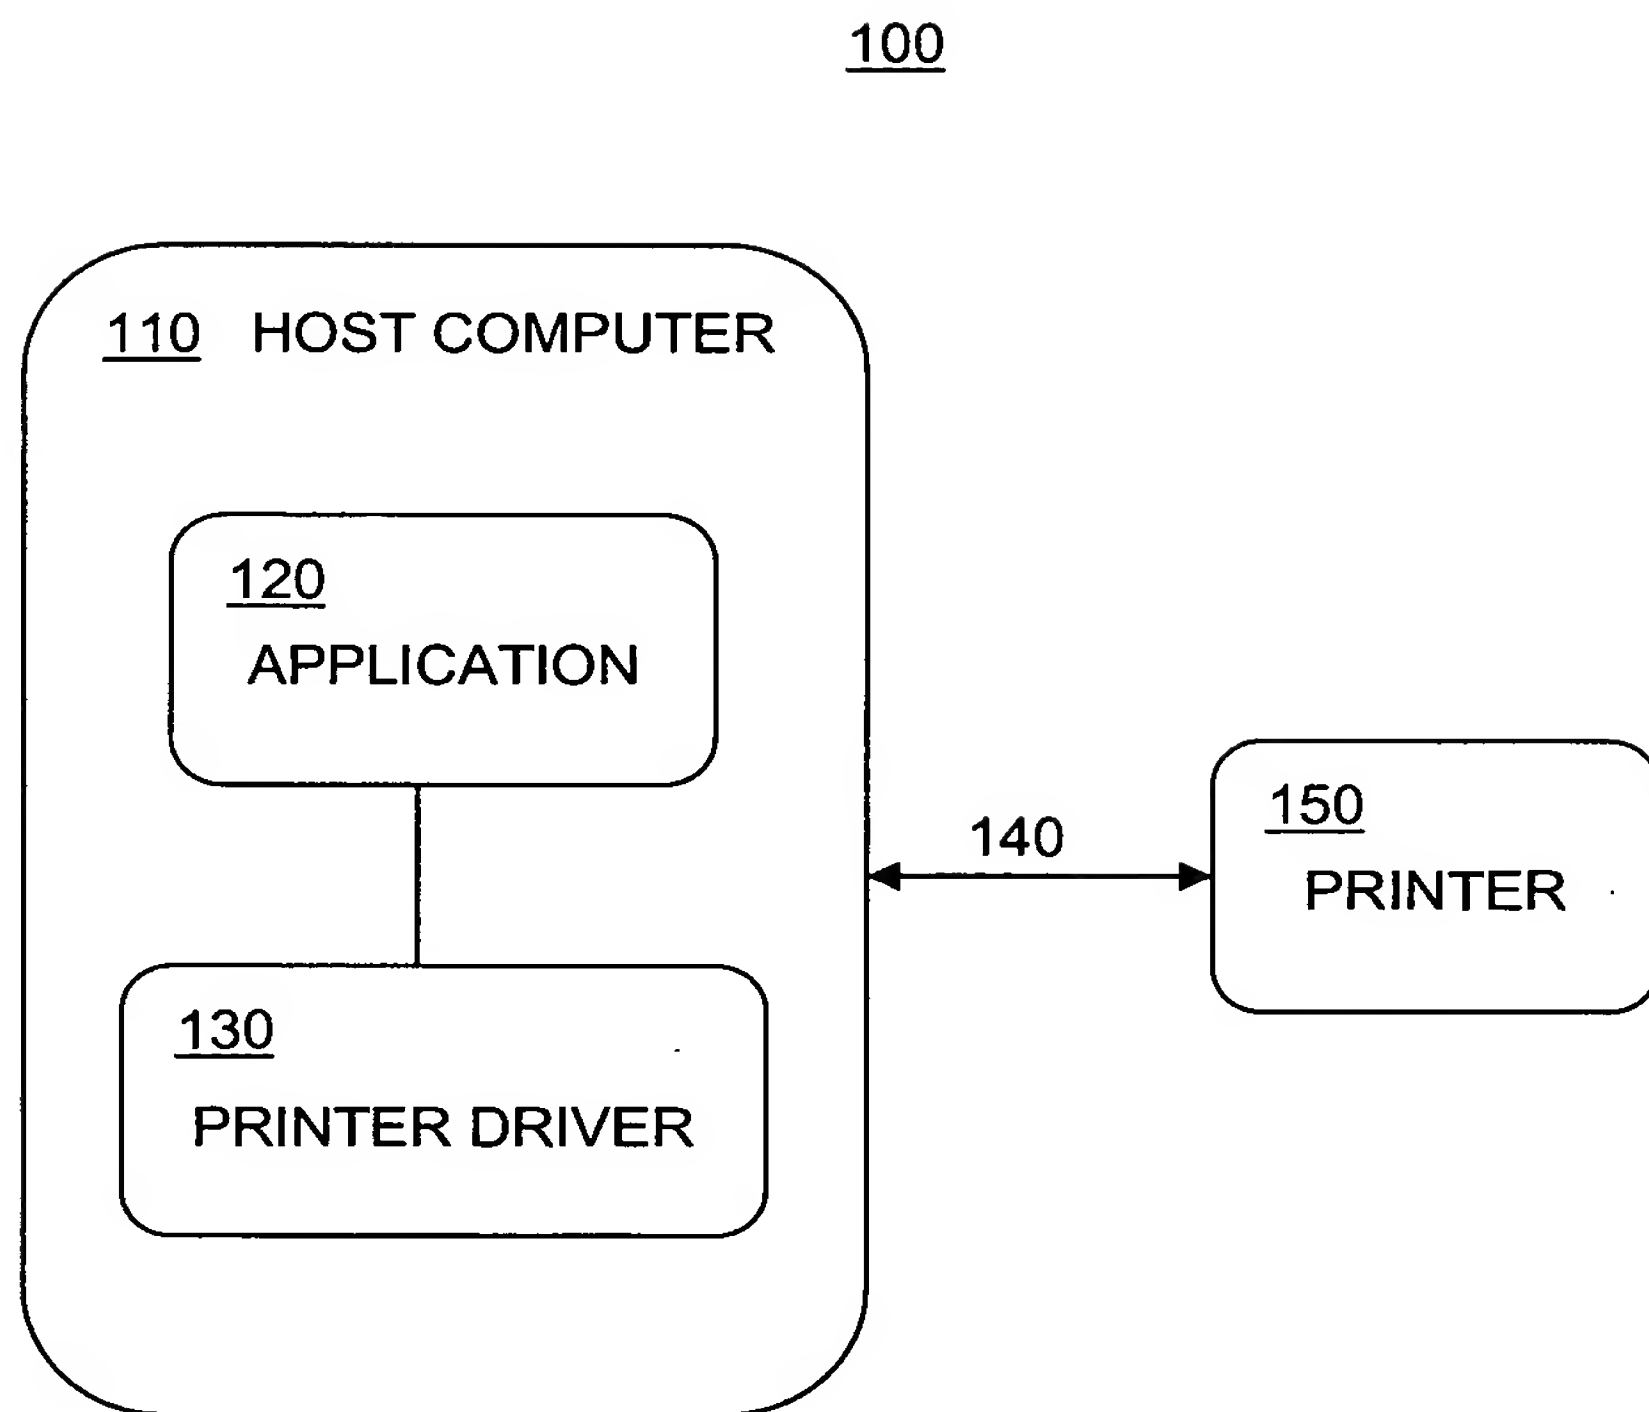 100
110 HOST COMPUTER
120
APPLICATION
140
150
PRINTER
130
PRINTER DRIVER